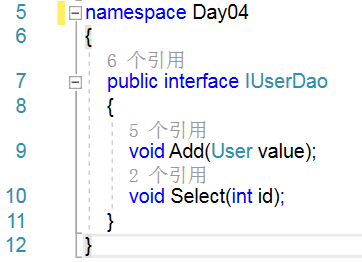 5 namespace Day04
6 {
6 个引用
7 public interface IUserDao
8 {
5 个引用
9 void Add(User value);
2 个引用
10 void Select(int id);
11 }
12 }